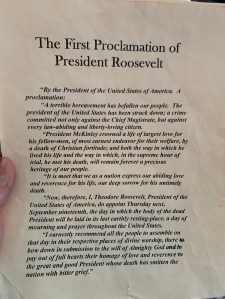 The First Proclamation of
President Roosevelt
"By the President of the United States of America. A
proclamation:
"A terrible bereavement has befallen our people. The
president of the United States has been struck down; a crime
committed not only against the Chief Magistrate, but against
every law-abiding and liberty-loving citizen.
"President McKinley crowned a life of largest love for
his fellow-men, of most earnest endeavor for their welfare, by
a death of Christian fortitude; and both the way in which he
lived his life and the way in which, in the supreme hour of
trial, he met his death, will remain forever a precious
heritage of our people.
"It is meet that we as a nation express our abiding love
and reverence for his life, our deep sorrow for his untimely
death.
"Now, therefore, I, Theodore Roosevelt, President of the
United States of America, do appoint Thursday next,
September nineteenth, the day in which the body of the dead
President will be laid in its last earthly resting-place, a day of
mourning and prayer throughout the United States.
"I earnestly recommend all the people to assemble on
that day in their respective places of divine worship, there to
bow down in submission to the will of Almighty God and to
pay out of full hearts their homage of love and reverence to
the great and good President whose death has smitten the
nation with bitter grief."